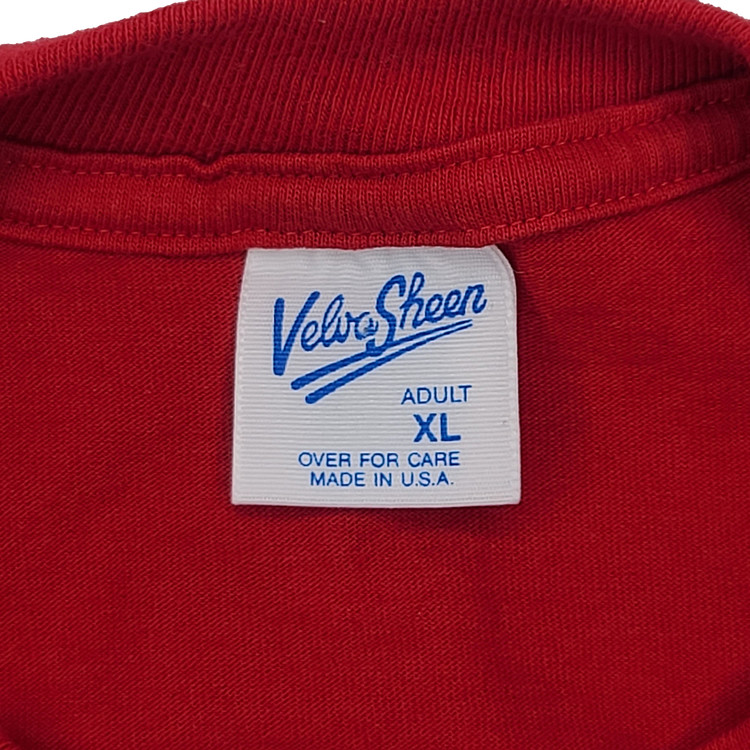 Velva Sheen
ADULT
XL
OVER FOR CARE
MADE IN U.S.A.